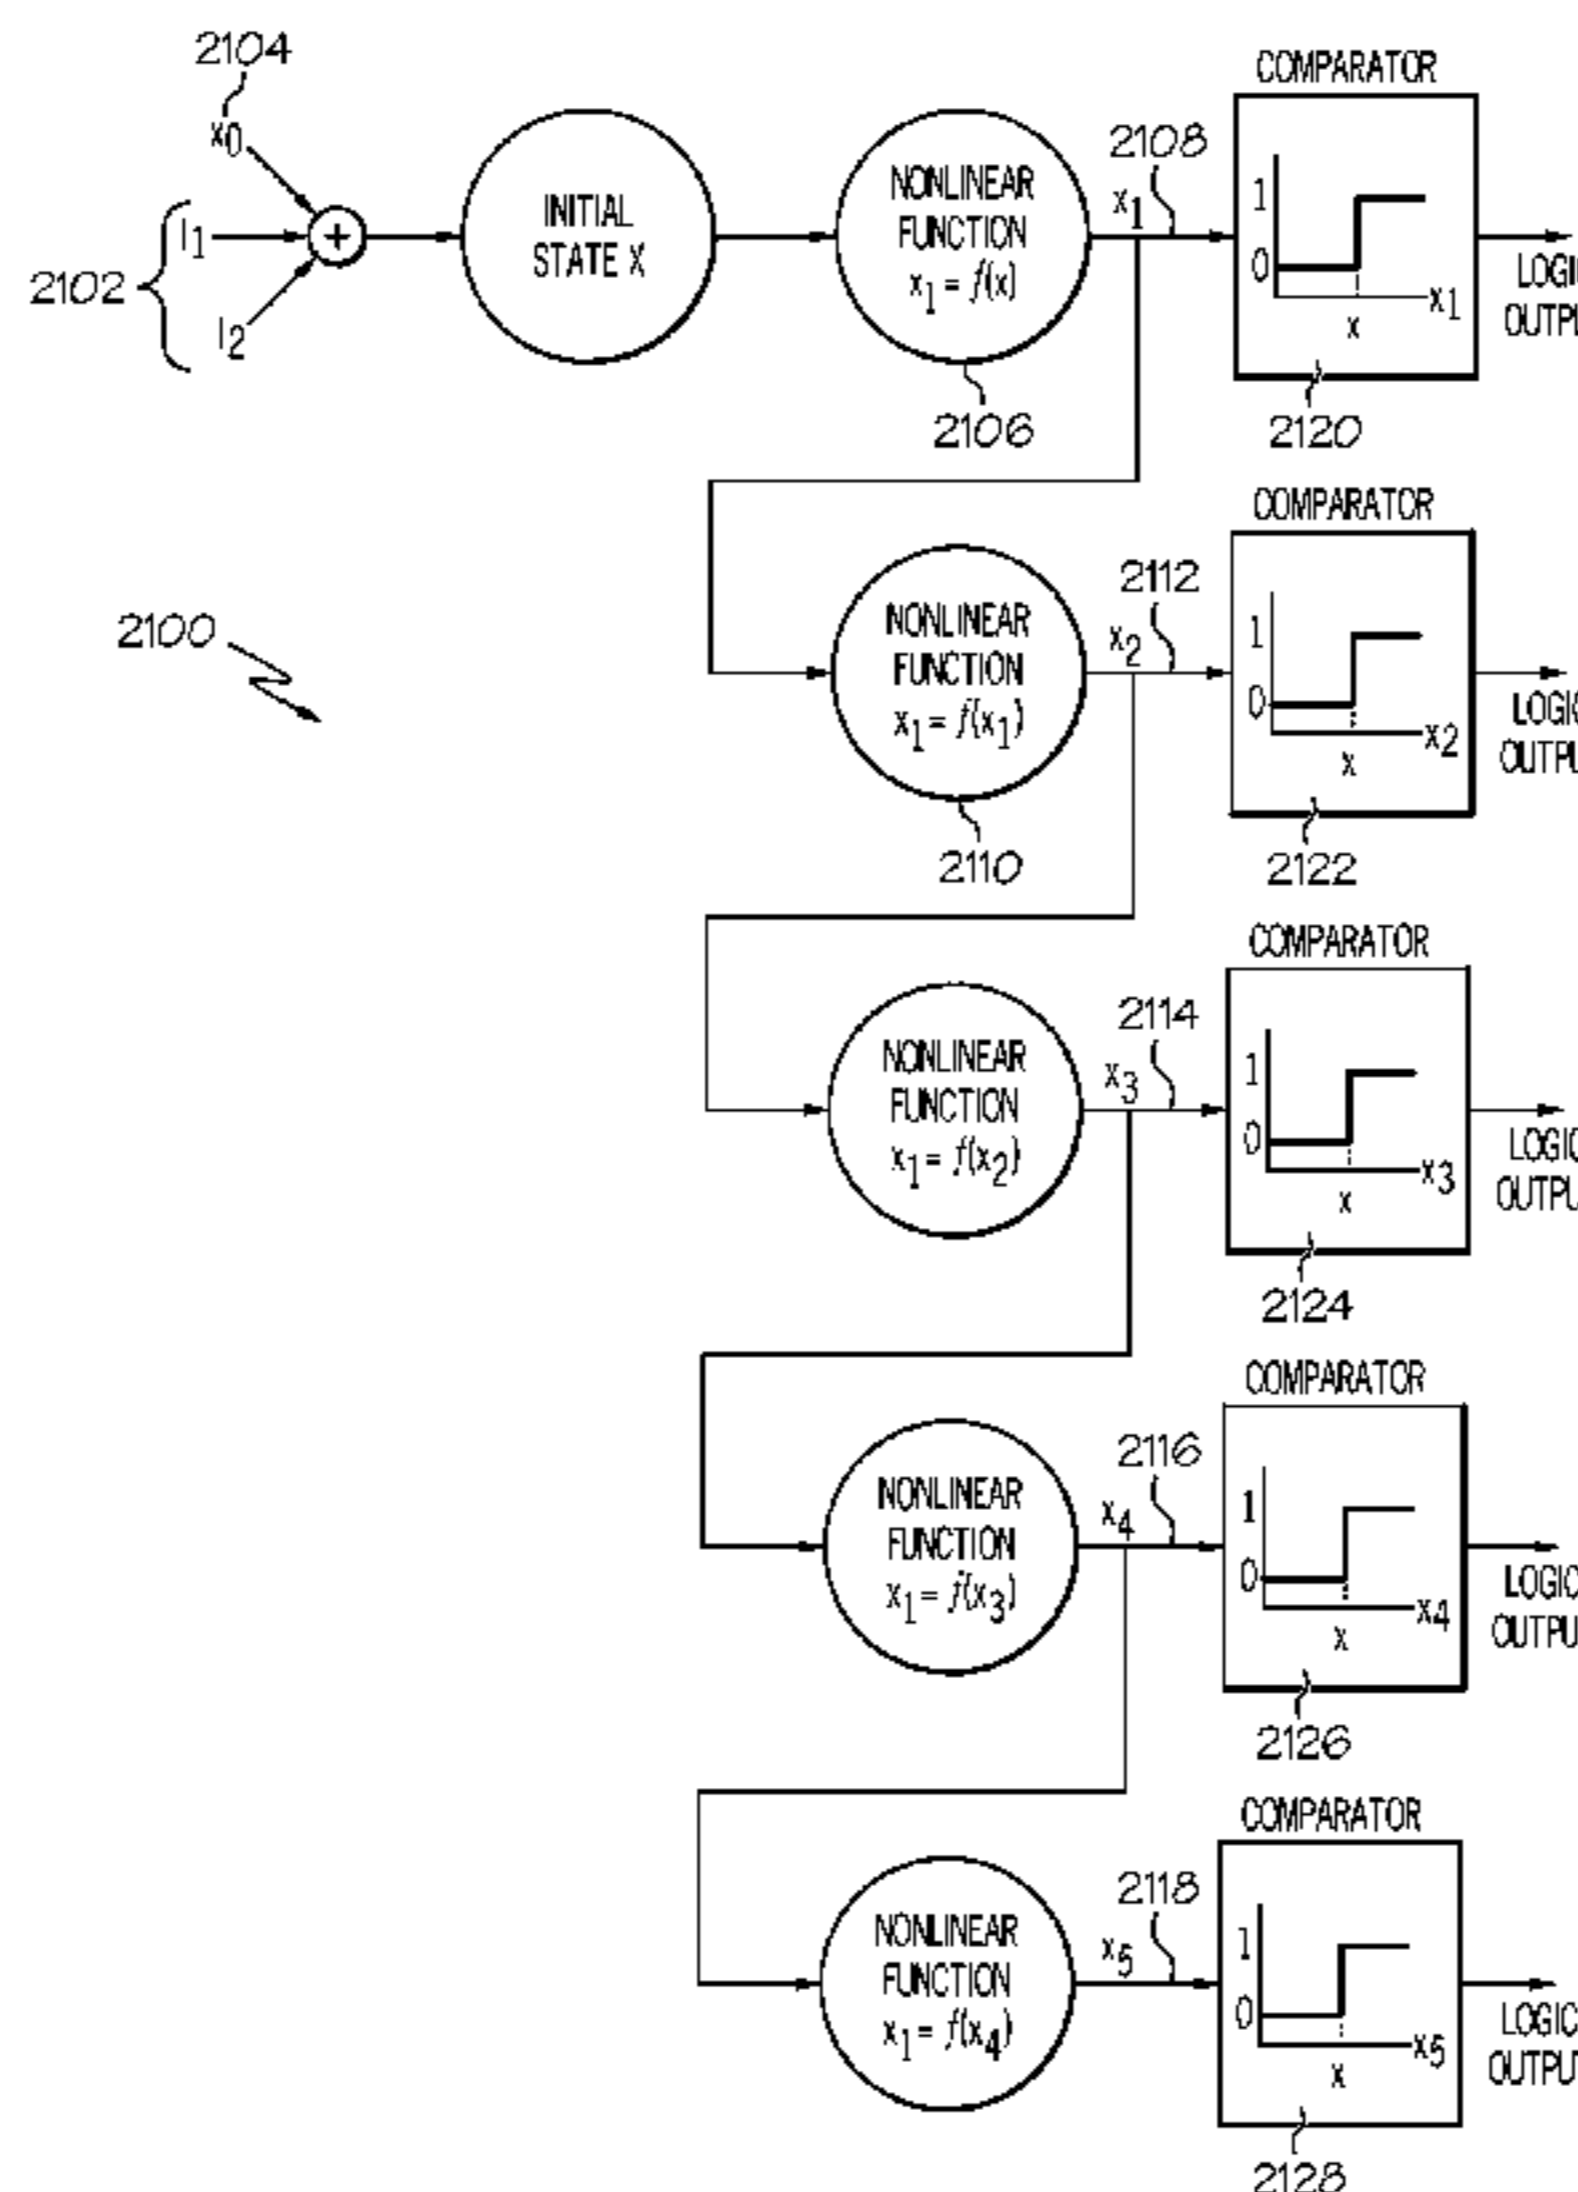 2104
x0
I1
2102
I2
INITIAL
STATE X
NONLINEAR
FUNCTION
x1 = f(x)
2106
x1
2108
COMPARATOR
1
0
x1
x
2120
2100
NONLINEAR
FUNCTION
x1 = f(x1)
2110
x2
2112
COMPARATOR
1
0
x2
x
2122
NONLINEAR
FUNCTION
x1 = f(x2)
x3
2114
COMPARATOR
1
0
x3
x
2124
NONLINEAR
FUNCTION
x1 = f(x3)
x4
2116
COMPARATOR
1
0
x4
x
LOGIC
2126
NONLINEAR
FUNCTION
x1 = f(x4)
x5
2118
COMPARATOR
1
0
x5
x
LOGIC
2128